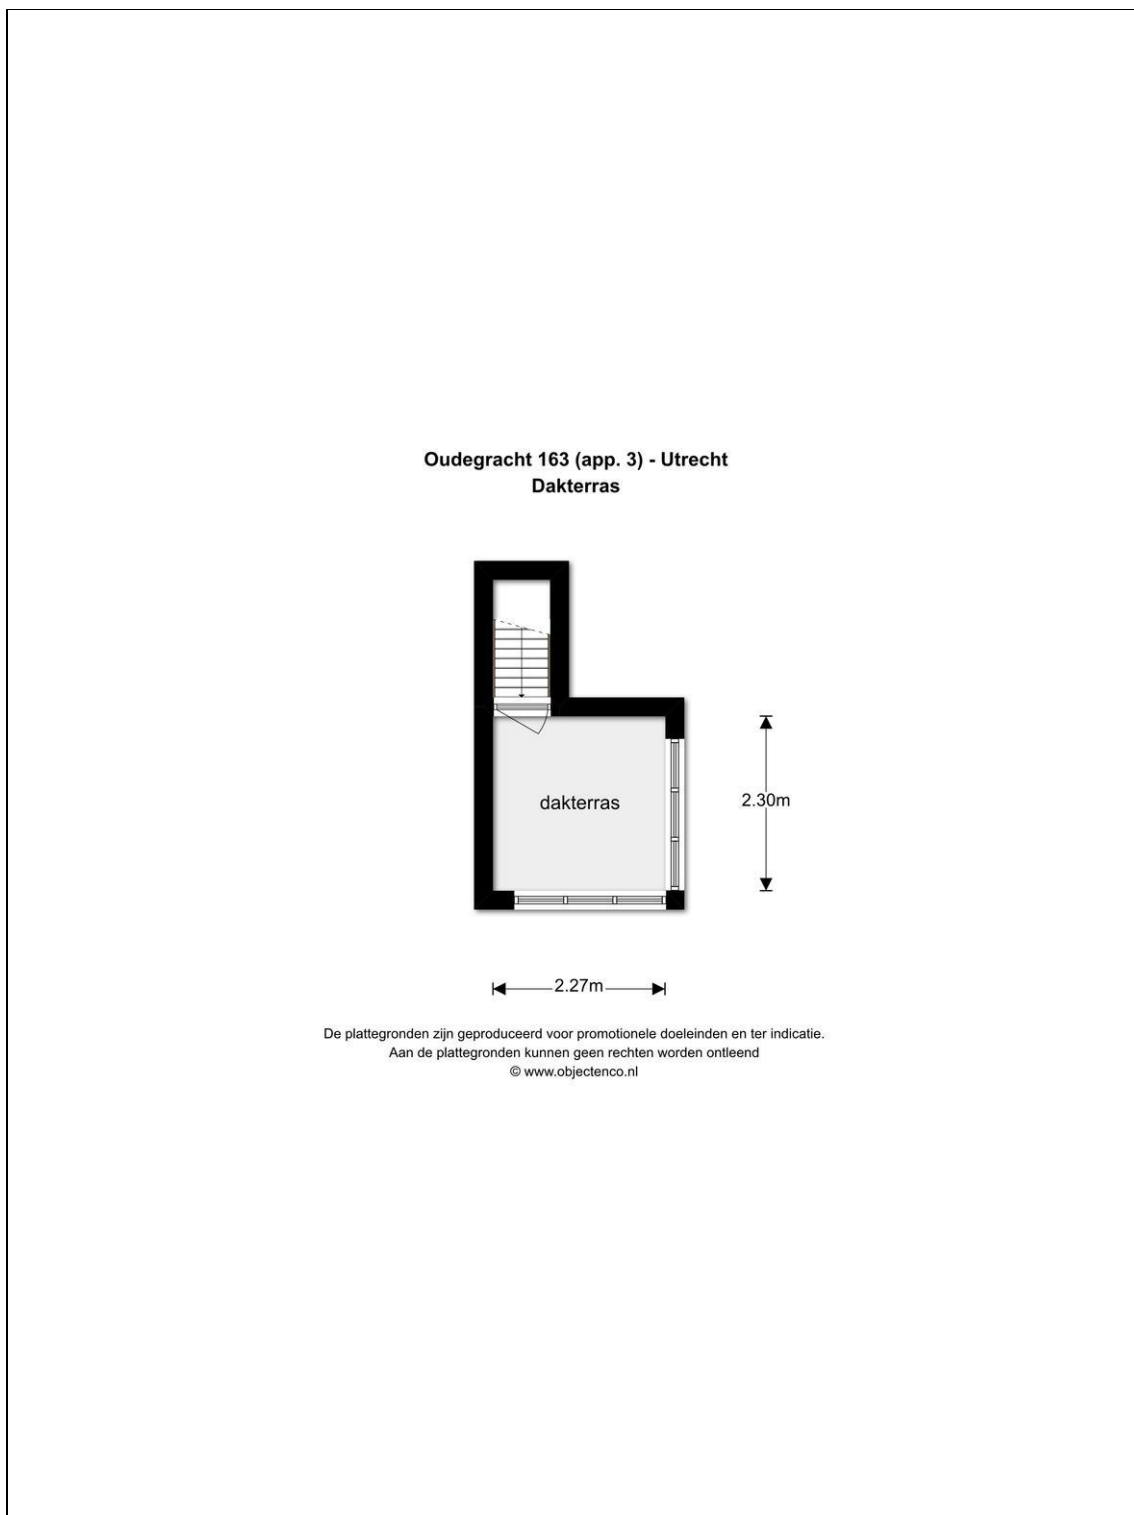 Oudegracht 163 (app. 3) - Utrecht
Dakterras
dakterras
2.30m
2.27m
De plattegronden zijn geproduceerd voor promotionele doeleinden en ter indicatie.
Aan de plattegronden kunnen geen rechten worden ontleend
© www.objectenco.nl